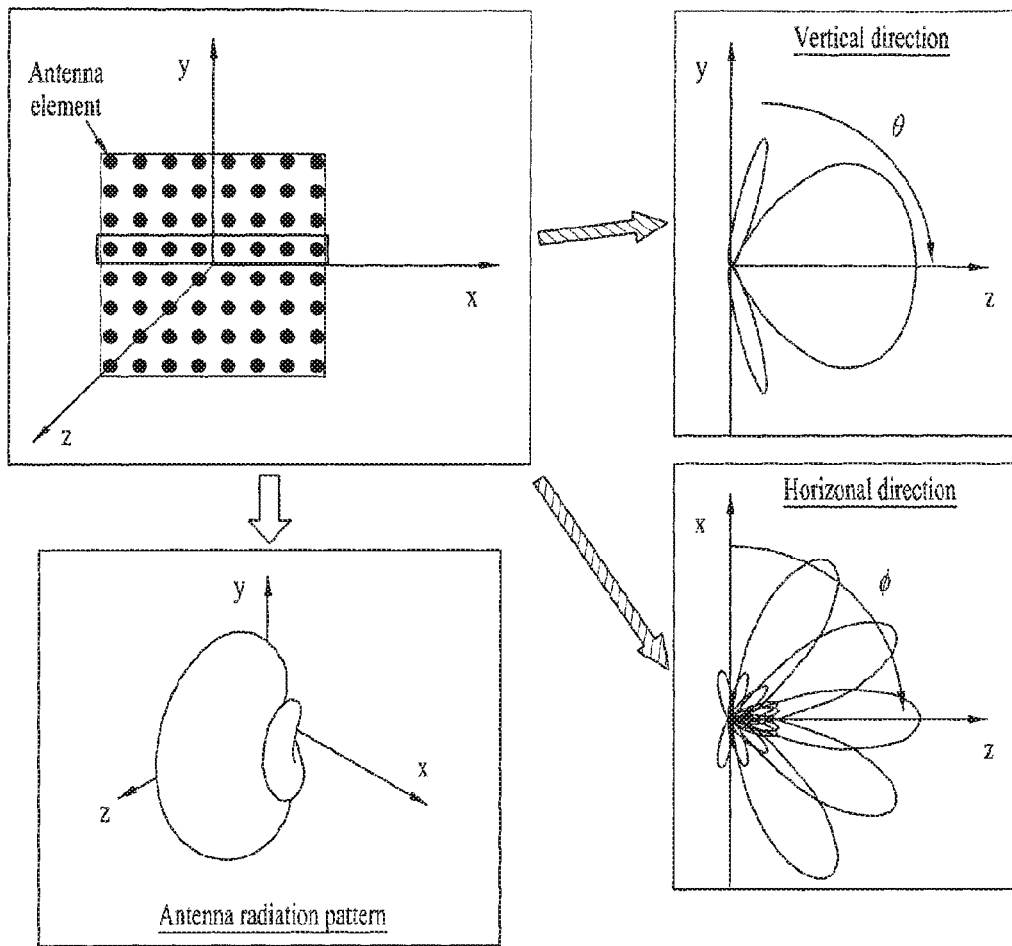 Antenna
element
y
x
z
Vertical direction
y
θ
z
Horizonal direction
x
ϕ
z
y
x
z
Antenna radiation pattern